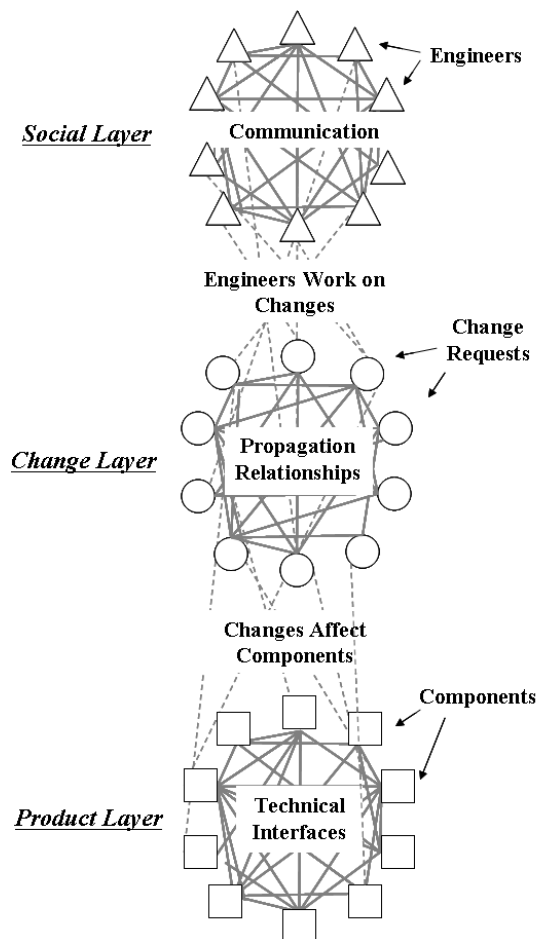 Engineers
Social Layer
Communication
Engineers Work on
Changes
Change
Requests
Change Layer
Propagation
Relationships
Changes Affect
Components
Components
Product Layer
Technical
Interfaces